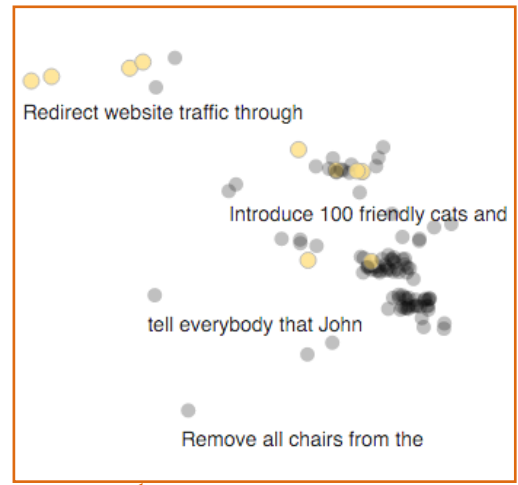 Redirect website traffic through
Introduce 100 friendly cats and
tell everybody that John
Remove all chairs from the